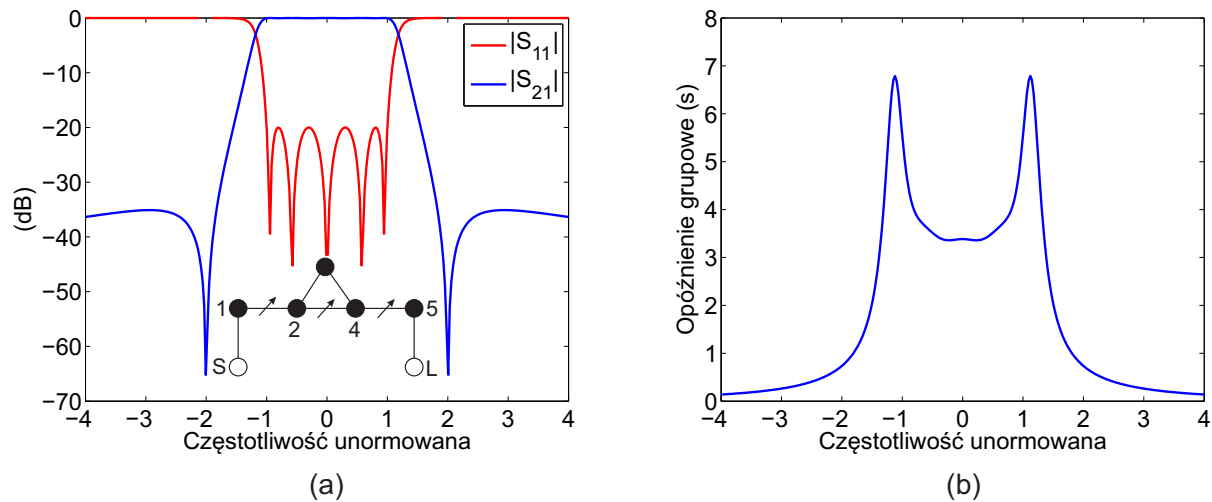 0
−10
−20
−30
−40
−50
−60
−70
(dB)
|S11|
|S21|
1
2
4
5
S
L
−4 −3 −2 −1 0 1 2 3 4
Częstotliwość unormowana
(a)
8
7
6
5
4
3
2
1
0
Opóźnienie grupowe (s)
−4 −3 −2 −1 0 1 2 3 4
Częstotliwość unormowana
(b)